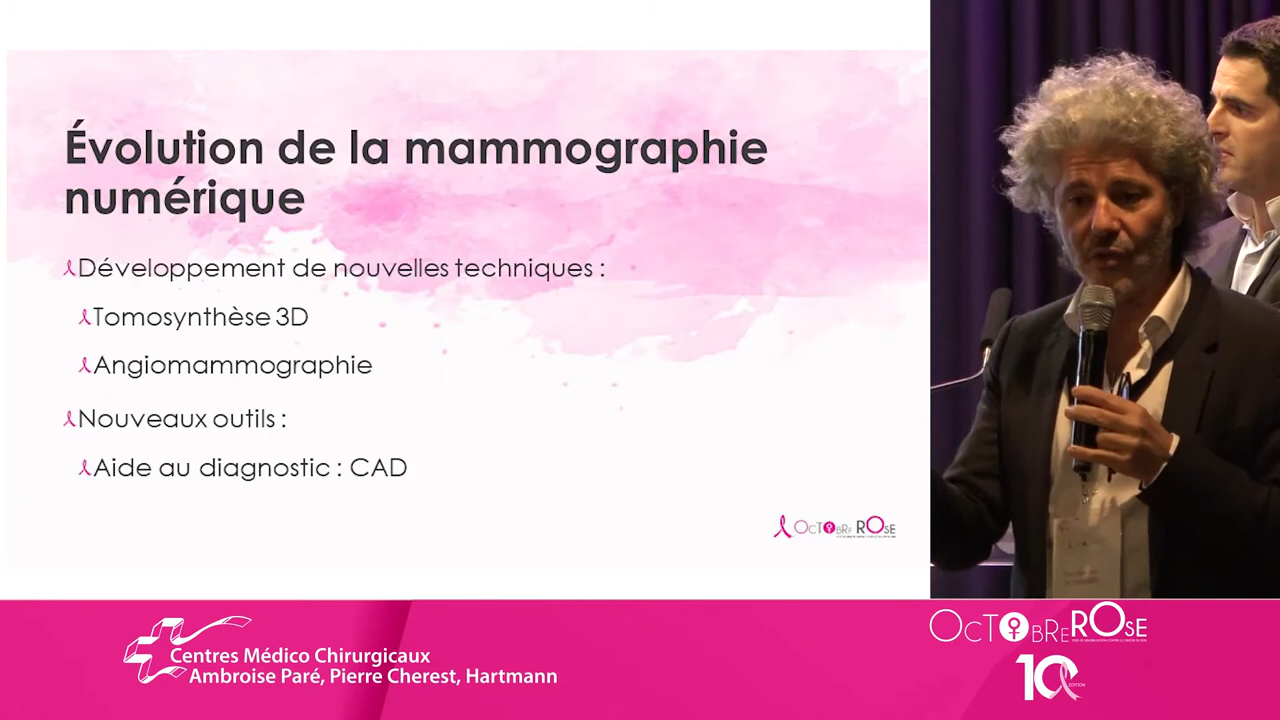 Évolution de la mammographie
numérique
Développement de nouvelles techniques :
Tomosynthèse 3D
Angiomammographie
Nouveaux outils :
Aide au diagnostic : CAD
OCTOBRE ROSE
Centres Médico Chirurgicaux
Ambroise Paré, Pierre Cherest, Hartmann
OCTOBRE ROSE
10
EDITION